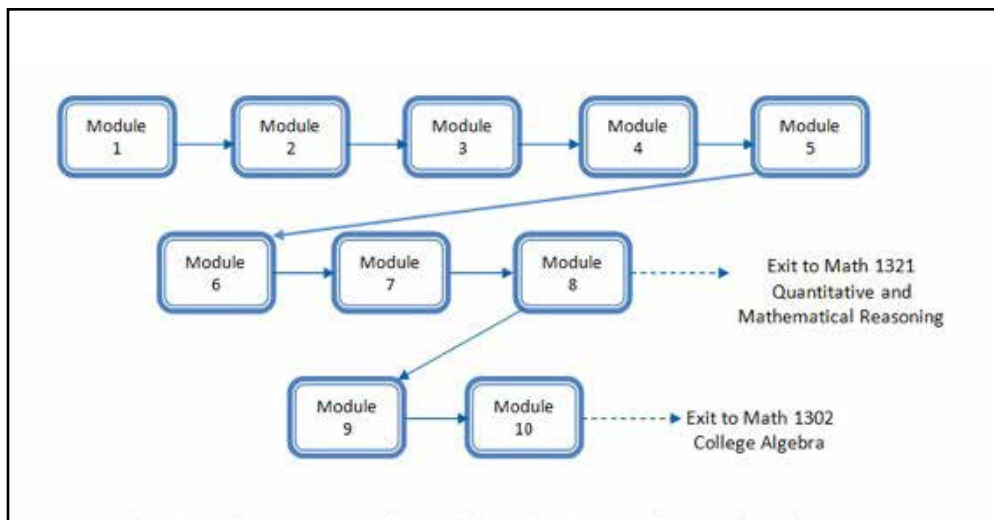 Module
1
Module
2
Module
3
Module
4
Module
5
Module
6
Module
7
Module
8
Exit to Math 1321
Quantitative and
Mathematical Reasoning
Module
9
Module
10
Exit to Math 1302
College Algebra